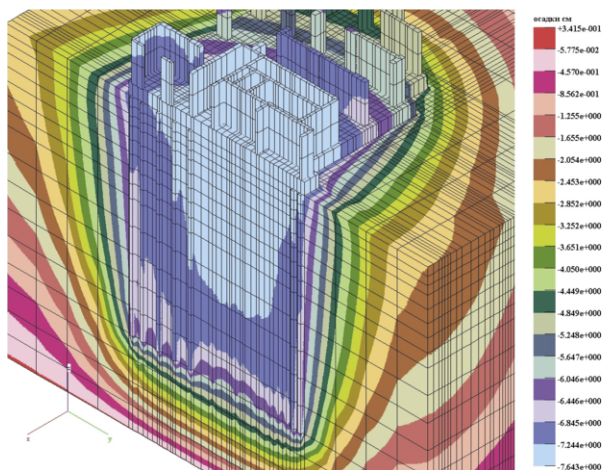 осадки см
+3.415e-001
-5.775e-002
-4.570e-001
-8.562e-001
-1.255e+000
-1.655e+000
-2.054e+000
-2.453e+000
-2.852e+000
-3.252e+000
-3.651e+000
-4.050e+000
-4.449e+000
-4.849e+000
-5.248e+000
-5.647e+000
-6.046e+000
-6.446e+000
-6.845e+000
-7.244e+000
-7.643e+000
y